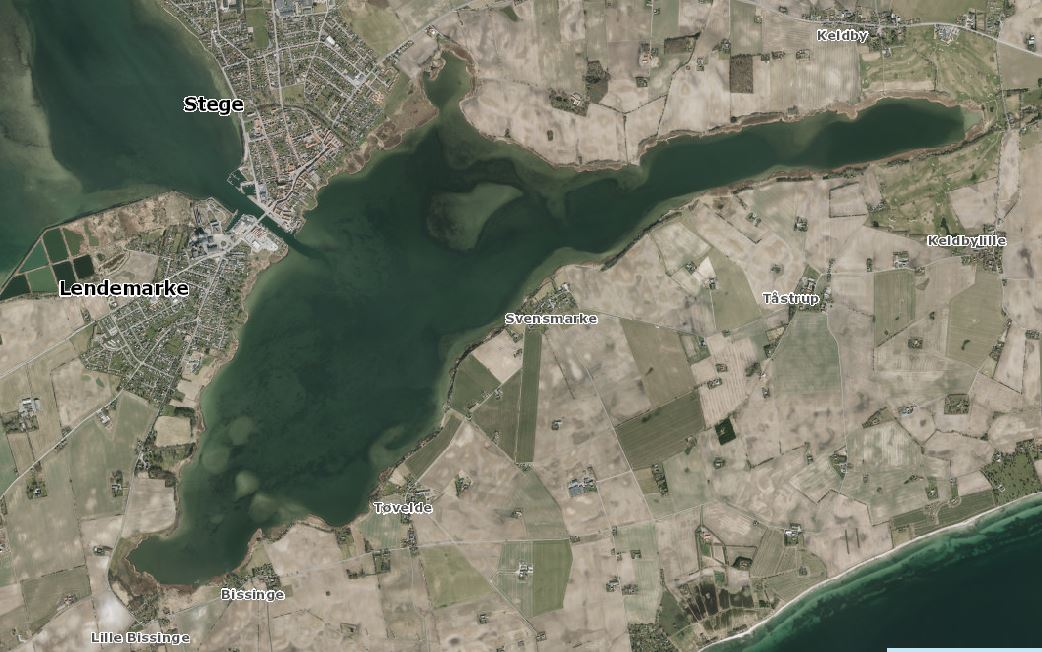 Keldby
Stege
Keldbylille
Lendemarke
Tåstrup
Svensmarke
Tøvelde
Bissinge
Lille Bissinge